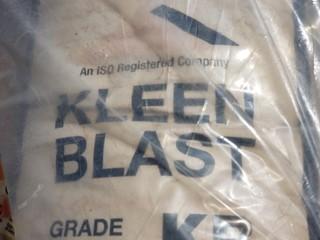 An ISO Registered Company
KLEEN
BLAST
GRADE